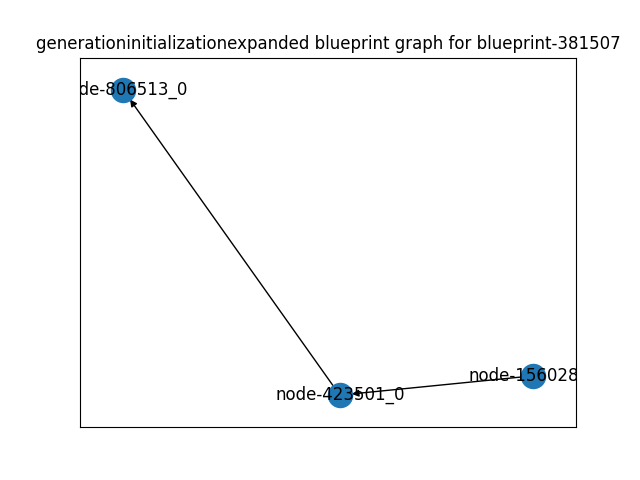 generationinitializationexpanded blueprint graph for blueprint-381507
de-806513_0
node-156028
node-423501_0